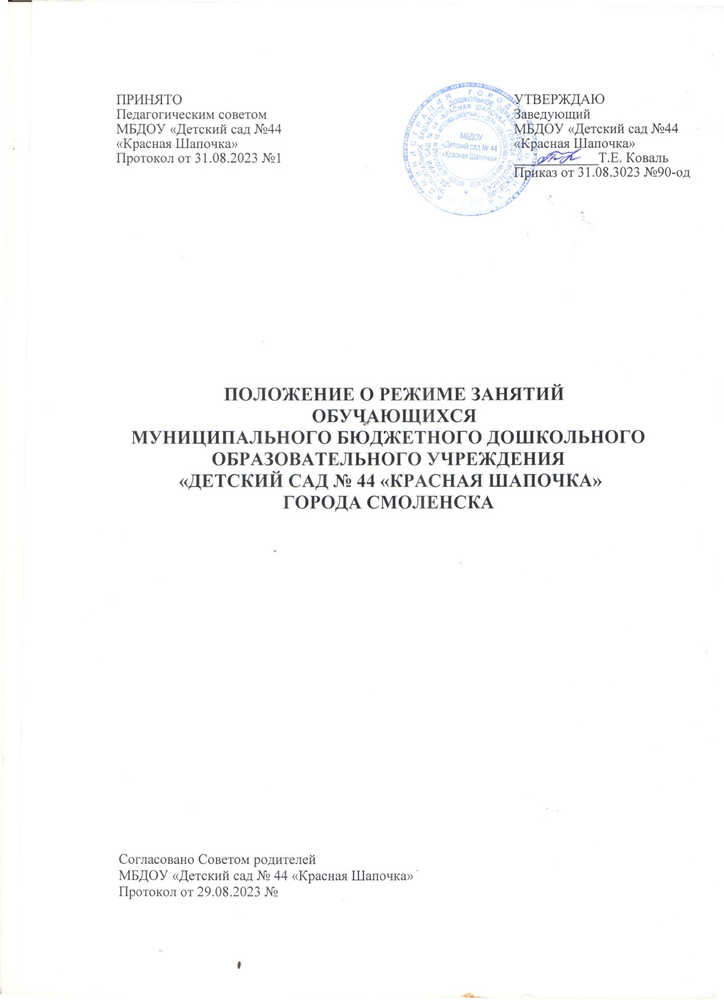 ПРИНЯТО
Педагогическим советом
МБДОУ «Детский сад №44
«Красная Шапочка»
Протокол от 31.08.2023 №1
УТВЕРЖДАЮ
Заведующий
МБДОУ «Детский сад №44
«Красная Шапочка»
Т.Е. Коваль
Приказ от 31.08.3023 №90-од
МБДОУ
«Детский сад № 44
«Красная Шапочка»
ПОЛОЖЕНИЕ О РЕЖИМЕ ЗАНЯТИЙ
ОБУЧАЮЩИХСЯ
МУНИЦИПАЛЬНОГО БЮДЖЕТНОГО ДОШКОЛЬНОГО
ОБРАЗОВАТЕЛЬНОГО УЧРЕЖДЕНИЯ
«ДЕТСКИЙ САД № 44 «КРАСНАЯ ШАПОЧКА»
ГОРОДА СМОЛЕНСКА
Согласовано Советом родителей
МБДОУ «Детский сад № 44 «Красная Шапочка»
Протокол от 29.08.2023 №